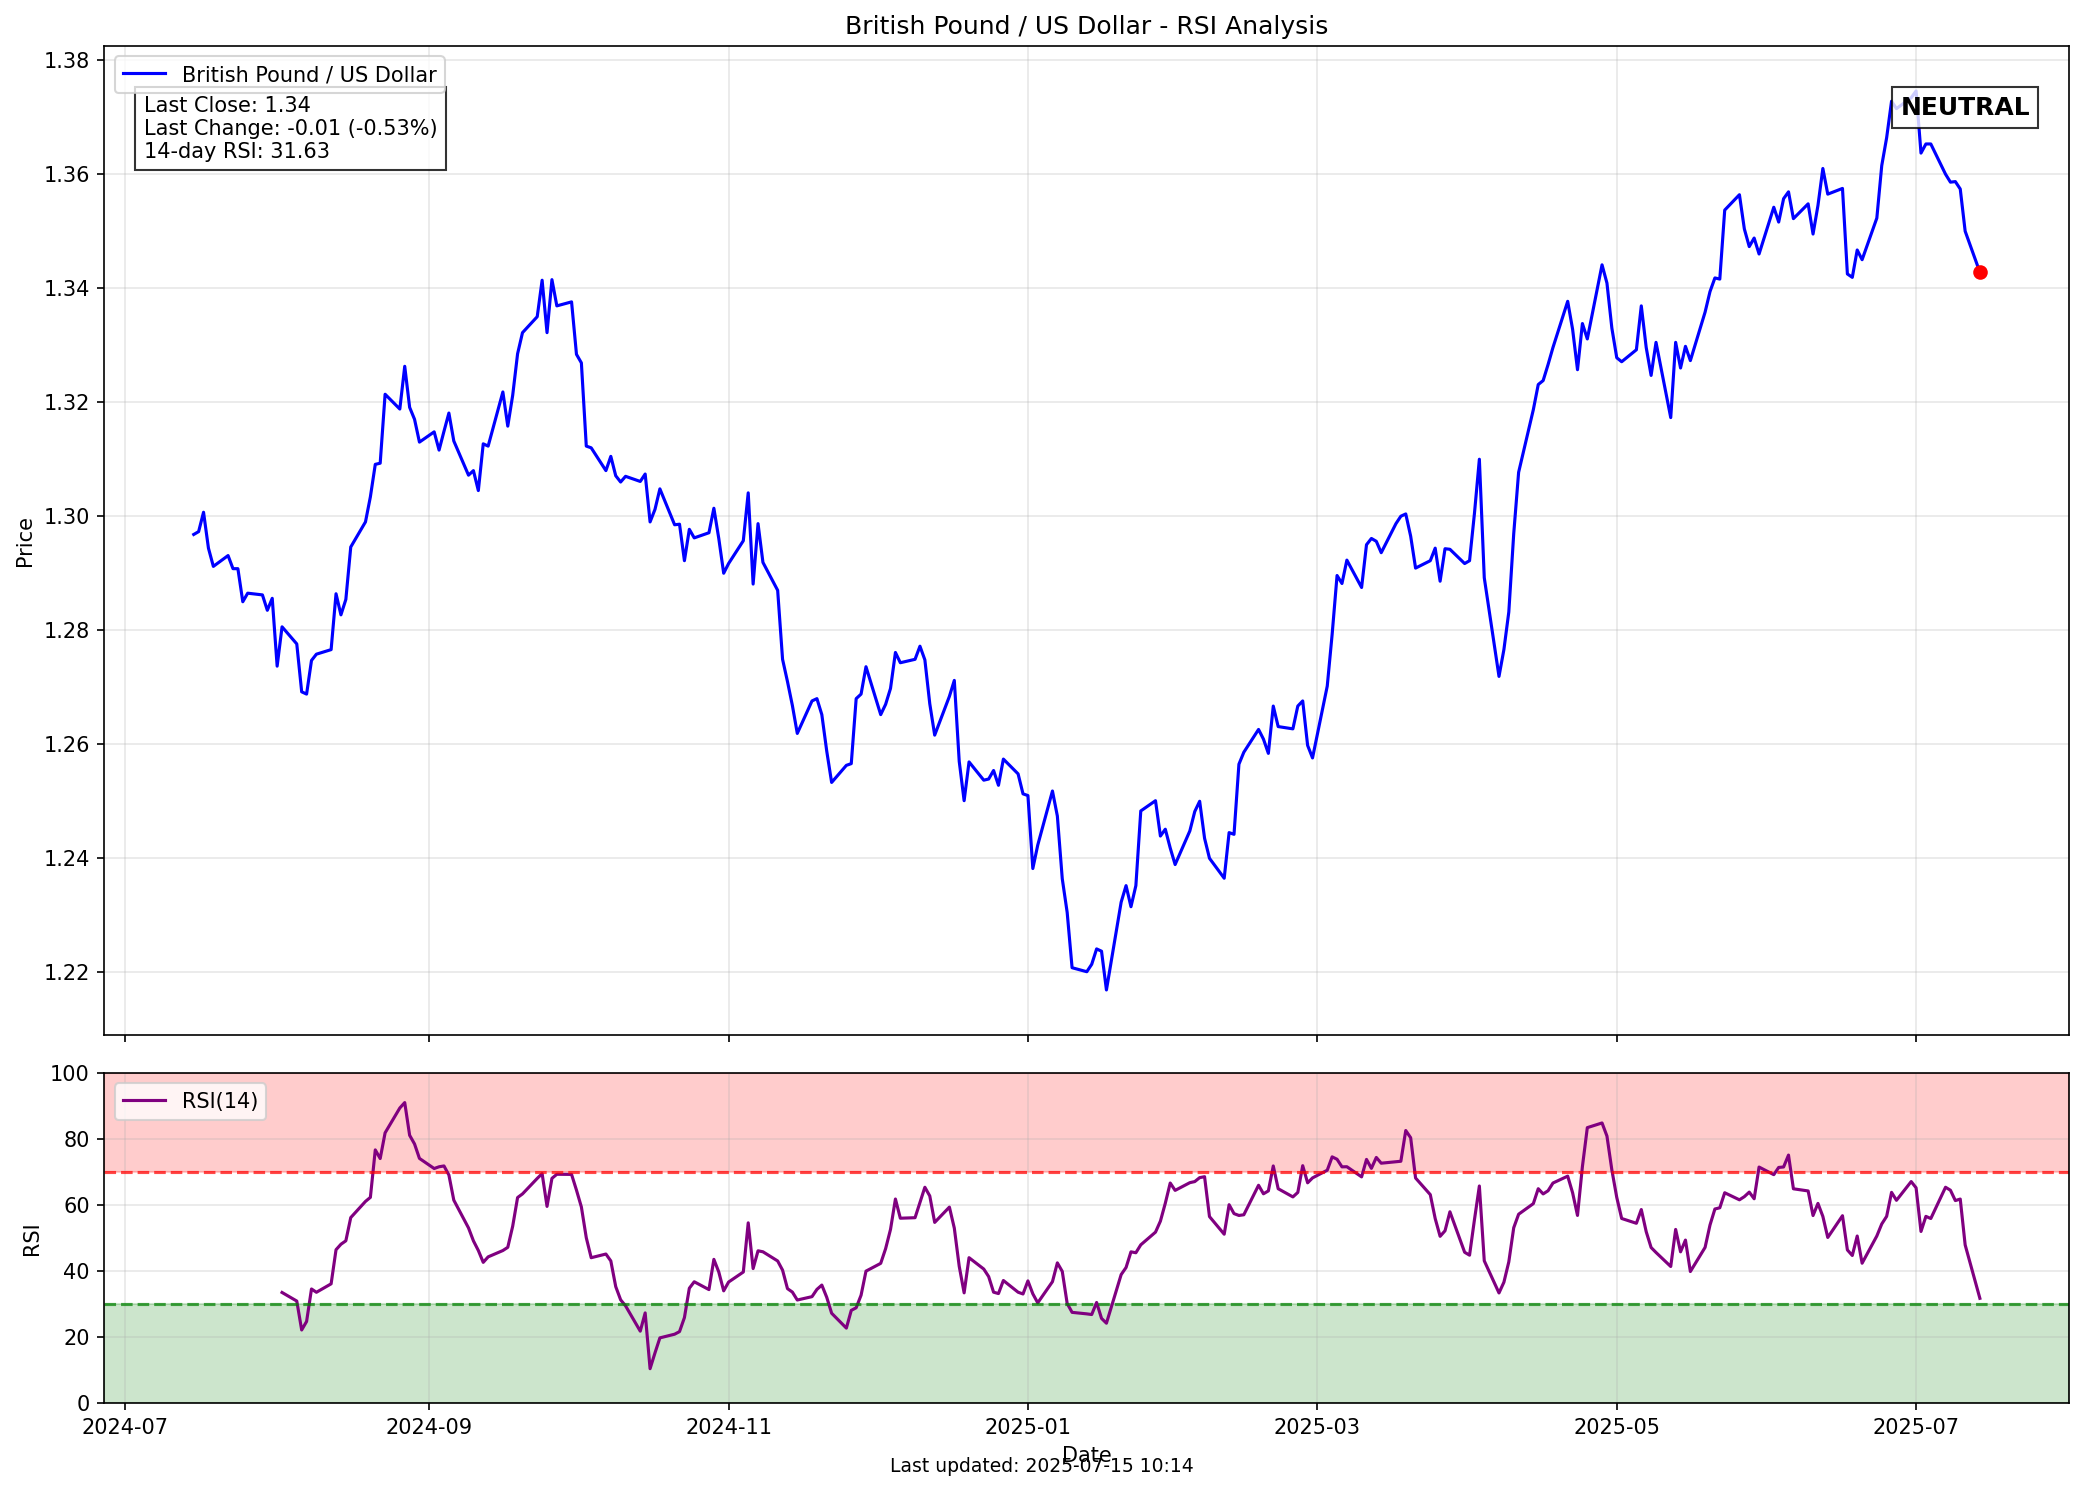 British Pound / US Dollar - RSI Analysis
British Pound / US Dollar
Last Close: 1.34
Last Change: -0.01 (-0.53%)
14-day RSI: 31.63
NEUTRAL
Price
1.38
1.36
1.34
1.32
1.30
1.28
1.26
1.24
1.22
RSI(14)
RSI
100
80
60
40
20
0
2024-07
2024-09
2024-11
2025-01
2025-03
2025-05
2025-07
Date
Last updated: 2025-07-15 10:14